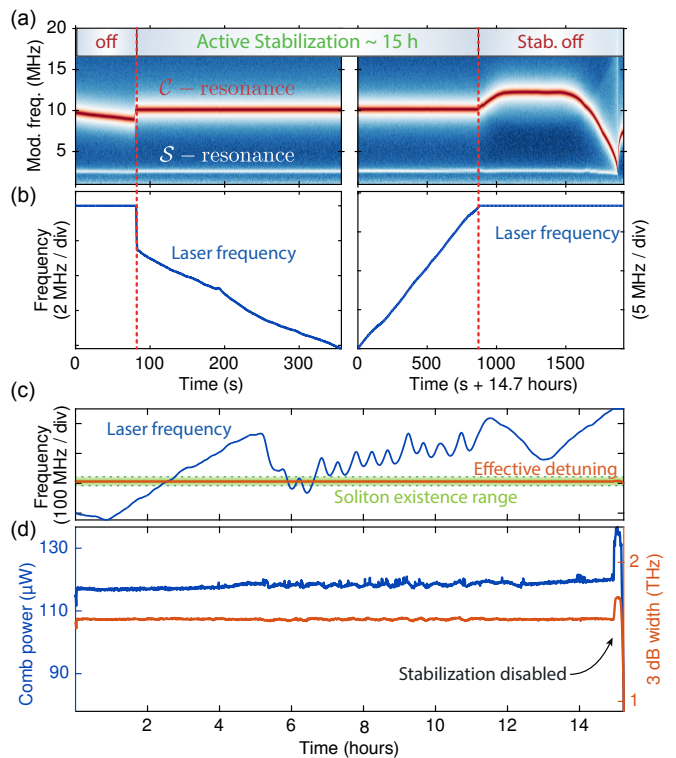 (a)
off
Active Stabilization ~ 15 h
Stab. off
20
15
10
5
Mod. freq.
(MHz)
C – resonance
S – resonance
(b)
Frequency
(2 MHz / div)
Laser frequency
Laser frequency
(5 MHz / div)
0
100
200
300
Time (s)
0
500
1000
1500
Time (s + 14.7 hours)
(c)
Frequency
(100 MHz / div)
Laser frequency
Effective detuning
Soliton existence range
(d)
130
110
90
Comb power (μW)
2
1
3 dB width (THz)
Stabilization disabled
2
4
6
8
10
12
14
Time (hours)